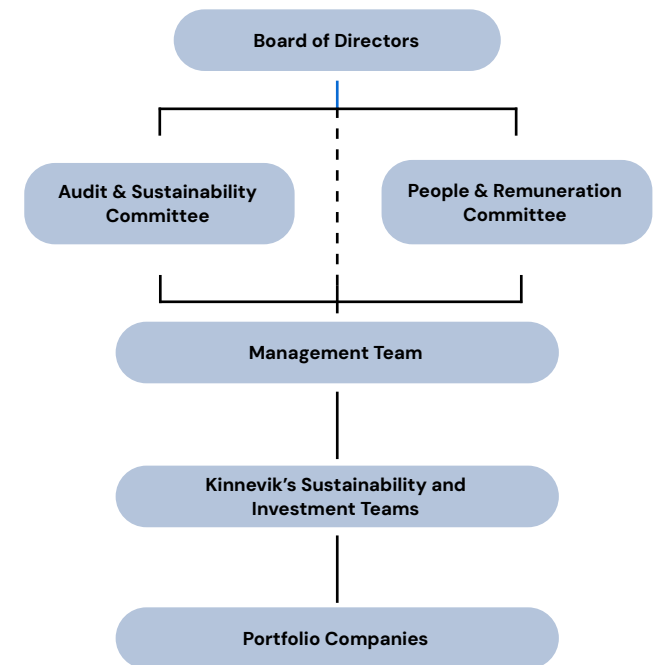 Board of Directors
Audit & Sustainability
Committee
People & Remuneration
Committee
Management Team
Kinnevik’s Sustainability and
Investment Teams
Portfolio Companies